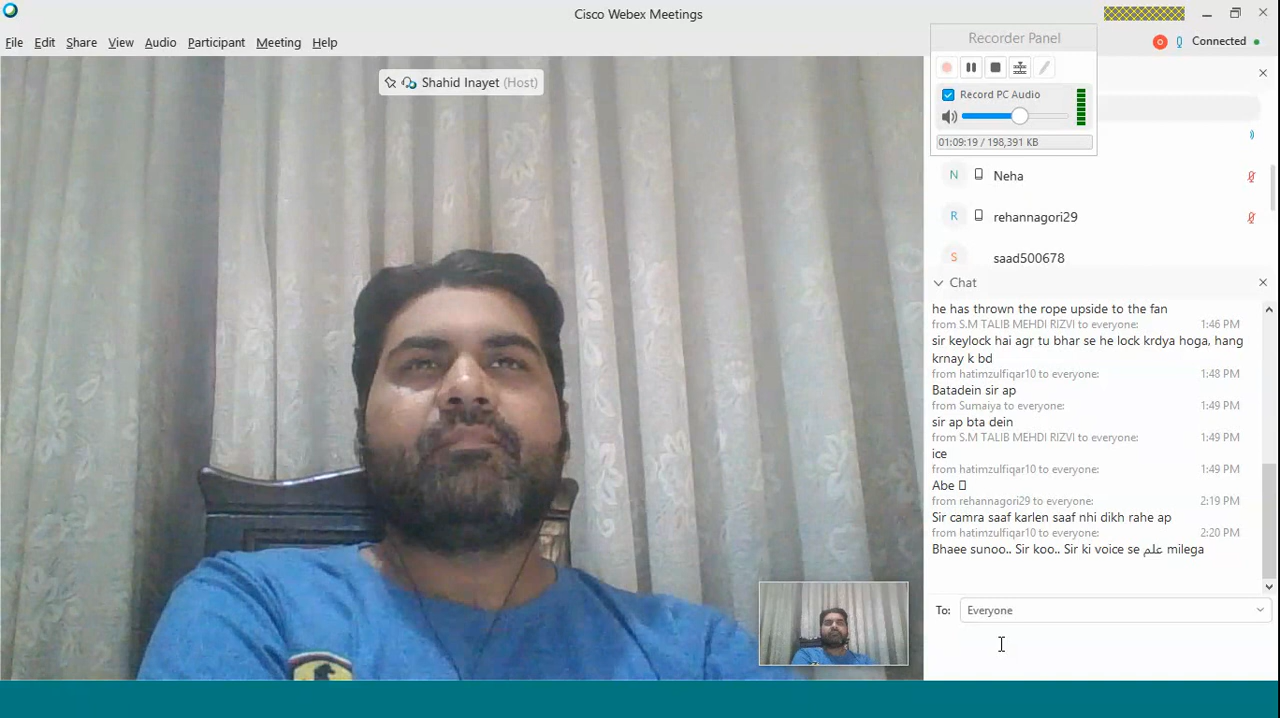 Cisco Webex Meetings
File Edit Share View Audio Participant Meeting Help
Connected
Recorder Panel
Record PC Audio
01:09:19 / 198,391 KB
Shahid Inayet (Host)
N Neha
R rehannagori29
S saad500678
Chat
he has thrown the rope upside to the fan
from S.M TALIB MEHDI RIZVI to everyone: 1:46 PM
sir keylock hai agr tu bhar se he lock krdya hoga, hang
krnay k bd
from hatimzulfiqar10 to everyone: 1:48 PM
Batadein sir ap
from Sumaiya to everyone: 1:49 PM
sir ap bta dein
from S.M TALIB MEHDI RIZVI to everyone: 1:49 PM
ice
from hatimzulfiqar10 to everyone: 1:49 PM
Abe
from rehannagori29 to everyone: 2:19 PM
Sir camra saaf karlen saaf nhi dikh rahe ap
from hatimzulfiqar10 to everyone: 2:20 PM
Bhaee sunoo.. Sir koo.. Sir ki voice se علم milega
To: Everyone